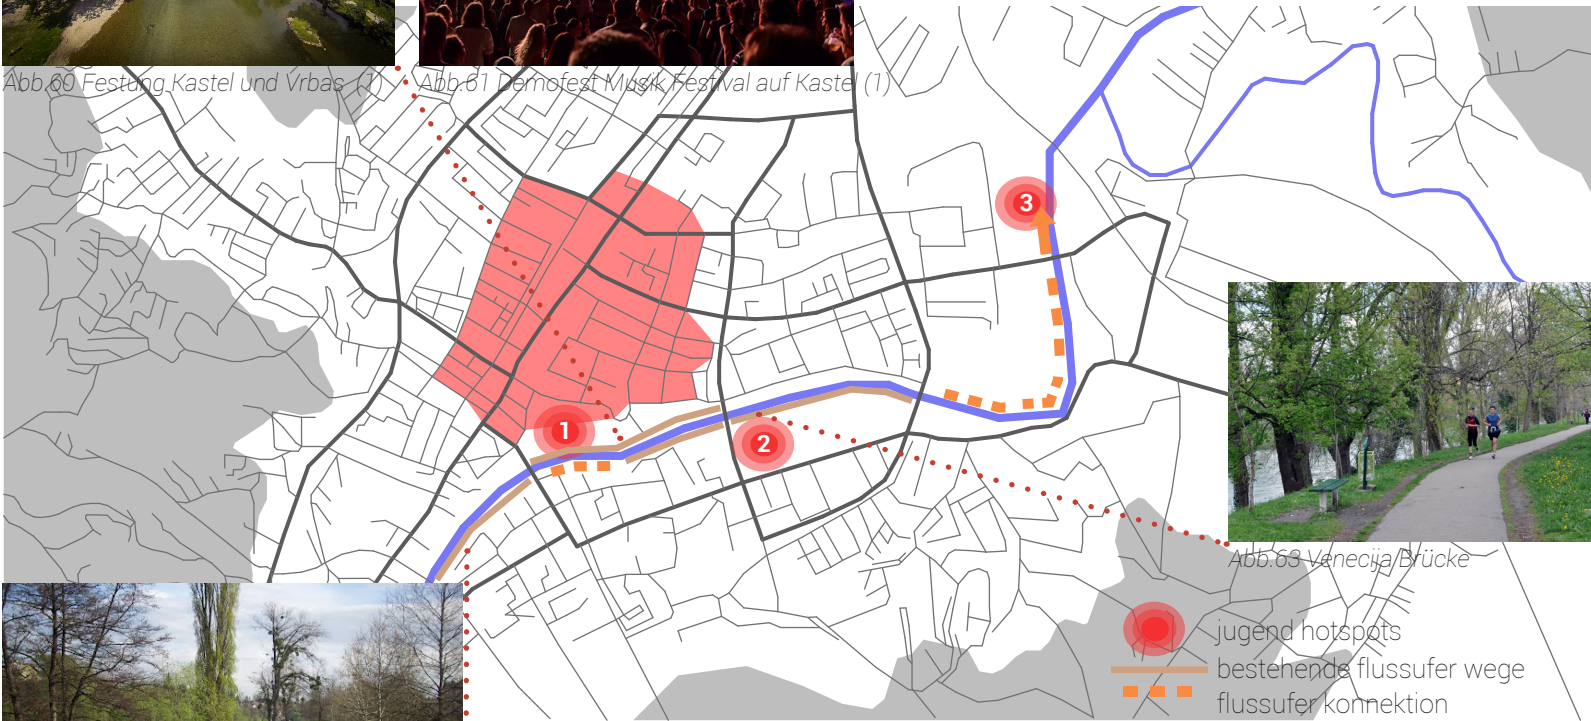 Abb.60 Festung Kastel und Vrbas (1)
Abb.61 Demofest Musik Festival auf Kastel (1)
3
1
2
Abb.63 Venecija Brücke
jugend hotspots
bestehende flussufer wege
flussufer konnektion